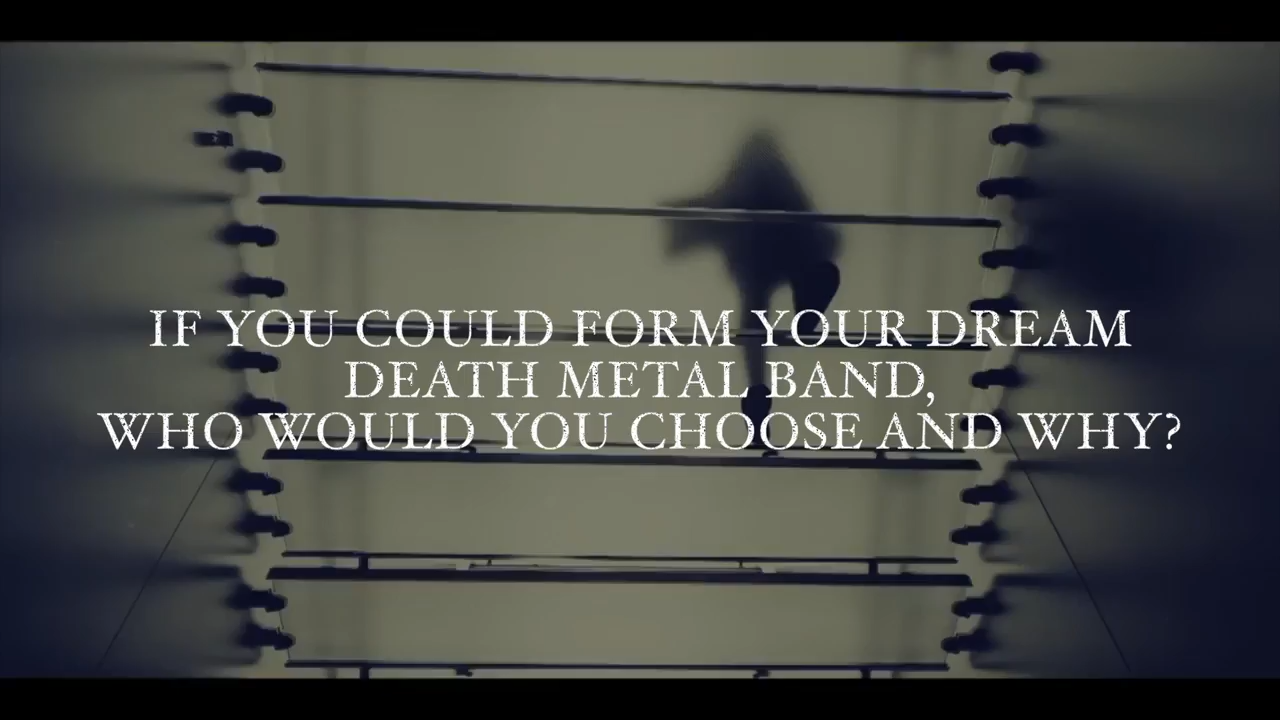 IF YOU COULD FORM YOUR DREAM
DEATH METAL BAND,
WHO WOULD YOU CHOOSE AND WHY?